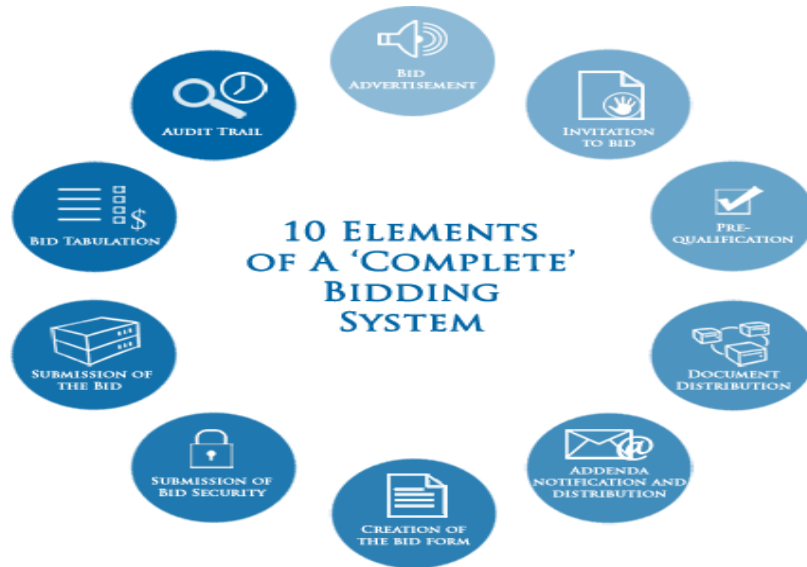 10 Elements
of A ‘Complete’
Bidding
System
Bid
Advertisement
Invitation
to bid
Pre-
qualification
Document
Distribution
Addenda
notification and
distribution
Creation of
the bid form
Submission of
Bid Security
Submission of
the Bid
Bid Tabulation
$
Audit Trail
@